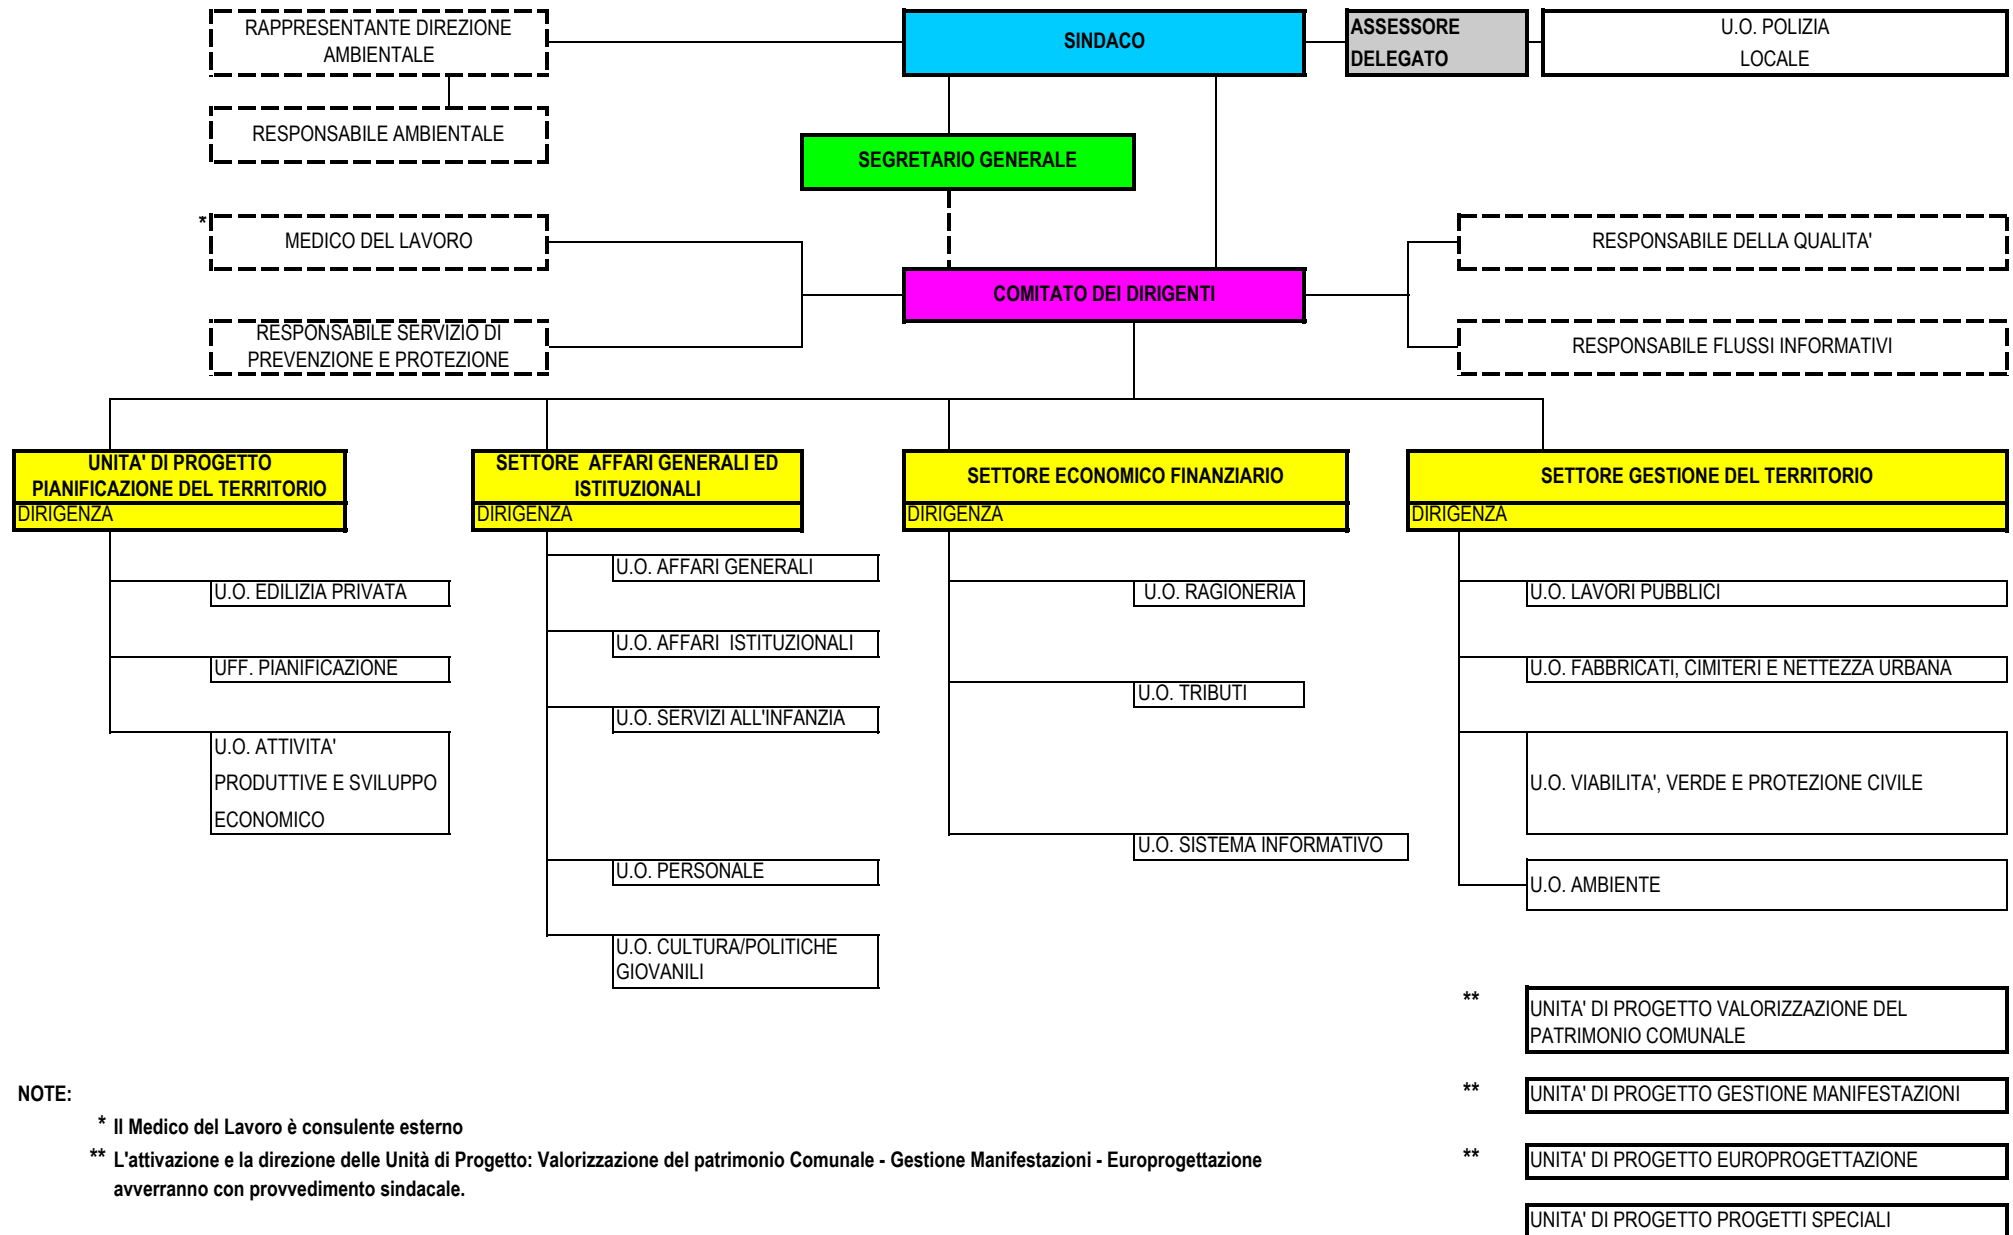 RAPPRESENTANTE DIREZIONE
AMBIENTALE
SINDACO
ASSESSORE
DELEGATO
U.O. POLIZIA
LOCALE
RESPONSABILE AMBIENTALE
SEGRETARIO GENERALE
*
MEDICO DEL LAVORO
RESPONSABILE DELLA QUALITA'
COMITATO DEI DIRIGENTI
RESPONSABILE SERVIZIO DI
PREVENZIONE E PROTEZIONE
RESPONSABILE FLUSSI INFORMATIVI
UNITA' DI PROGETTO
PIANIFICAZIONE DEL TERRITORIO
DIRIGENZA
SETTORE  AFFARI GENERALI ED
ISTITUZIONALI
DIRIGENZA
SETTORE ECONOMICO FINANZIARIO
DIRIGENZA
SETTORE GESTIONE DEL TERRITORIO
DIRIGENZA
U.O. EDILIZIA PRIVATA
UFF. PIANIFICAZIONE
U.O. ATTIVITA'
PRODUTTIVE E SVILUPPO
ECONOMICO
U.O. AFFARI GENERALI
U.O. AFFARI  ISTITUZIONALI
U.O. SERVIZI ALL'INFANZIA
U.O. PERSONALE
U.O. CULTURA/POLITICHE
GIOVANILI
U.O. RAGIONERIA
U.O. TRIBUTI
U.O. SISTEMA INFORMATIVO
U.O. LAVORI PUBBLICI
U.O. FABBRICATI, CIMITERI E NETTEZZA URBANA
U.O. VIABILITA', VERDE E PROTEZIONE CIVILE
U.O. AMBIENTE
** UNITA' DI PROGETTO VALORIZZAZIONE DEL
PATRIMONIO COMUNALE
** UNITA' DI PROGETTO GESTIONE MANIFESTAZIONI
** UNITA' DI PROGETTO EUROPROGETTAZIONE
UNITA' DI PROGETTO PROGETTI SPECIALI
NOTE:
* Il Medico del Lavoro è consulente esterno
** L'attivazione e la direzione delle Unità di Progetto: Valorizzazione del patrimonio Comunale - Gestione Manifestazioni - Europrogettazione
avverranno con provvedimento sindacale.